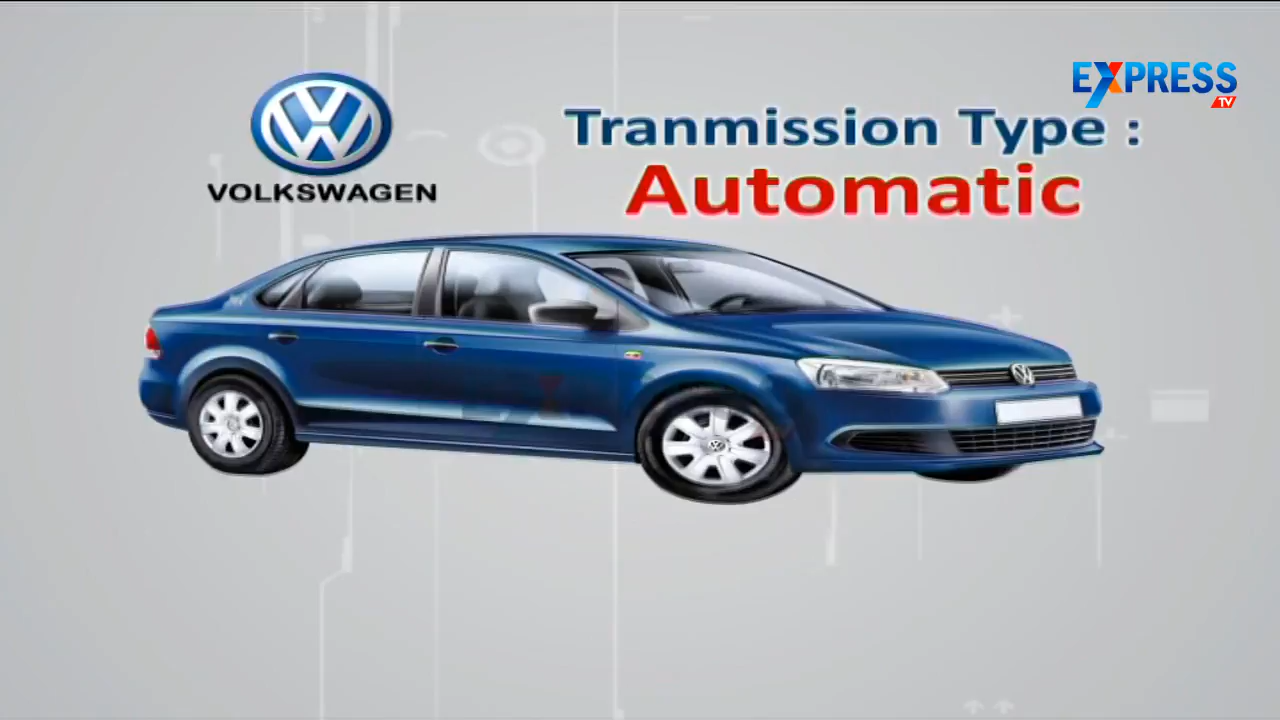 EXPRESS
TV
VOLKSWAGEN
Tranmission Type :
Automatic